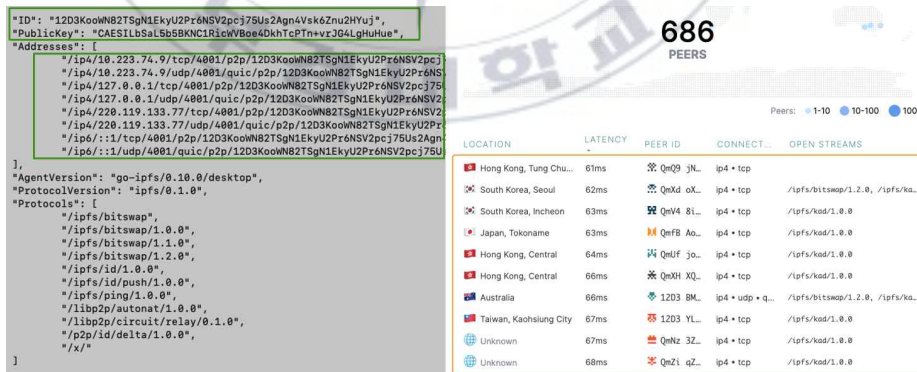 "ID": "12D3KooWN82TSgN1EkyU2Pr6NSV2pcj75Us2Agn4Vsk6Znu2HYuj",
"PublicKey": "CAESILbSaL5b5BKNC1RicWVBoe4DkhTcPTn+vrJG4LgHuHue",
"Addresses": [
"/ip4/10.223.74.9/tcp/4001/p2p/12D3KooWN82TSgN1EkyU2Pr6NSV2pcj
"/ip4/10.223.74.9/udp/4001/quic/p2p/12D3KooWN82TSgN1EkyU2Pr6NS
"/ip4/127.0.0.1/tcp/4001/p2p/12D3KooWN82TSgN1EkyU2Pr6NSV2pcj75U
"/ip4/127.0.0.1/udp/4001/quic/p2p/12D3KooWN82TSgN1EkyU2Pr6NSV2
"/ip4/220.119.133.77/tcp/4001/p2p/12D3KooWN82TSgN1EkyU2Pr6NSV2
"/ip4/220.119.133.77/udp/4001/quic/p2p/12D3KooWN82TSgN1EkyU2Pr
"/ip6/::1/tcp/4001/p2p/12D3KooWN82TSgN1EkyU2Pr6NSV2pcj75Us2Agn
"/ip6/::1/udp/4001/quic/p2p/12D3KooWN82TSgN1EkyU2Pr6NSV2pcj75U
],
"AgentVersion": "go-ipfs/0.10.0/desktop",
"ProtocolVersion": "ipfs/0.1.0",
"Protocols": [
"/ipfs/bitswap",
"/ipfs/bitswap/1.0.0",
"/ipfs/bitswap/1.1.0",
"/ipfs/bitswap/1.2.0",
"/ipfs/id/1.0.0",
"/ipfs/id/push/1.0.0",
"/ipfs/ping/1.0.0",
"/libp2p/autonat/1.0.0",
"/libp2p/circuit/relay/0.1.0",
"/p2p/id/delta/1.0.0",
"/x/"
]
686
PEERS
Peers: 1-10 10-100 100
LOCATION LATENCY PEER ID CONNECT... OPEN STREAMS
Hong Kong, Tung Chu... 61ms QmQ9 jN... ip4 • tcp
South Korea, Seoul 62ms QmXd oX... ip4 • tcp /ipfs/bitswap/1.2.0, /ipfs/ka...
South Korea, Incheon 63ms QmV4 8i... ip4 • tcp /ipfs/kad/1.0.0
Japan, Tokoname 63ms QmfB Ao... ip4 • tcp /ipfs/kad/1.0.0
Hong Kong, Central 64ms QmUf jo... ip4 • tcp /ipfs/kad/1.0.0
Hong Kong, Central 66ms QmXH XQ... ip4 • tcp /ipfs/kad/1.0.0
Australia 66ms 12D3 BM... ip4 • udp • q... /ipfs/bitswap/1.2.0, /ipfs/ka...
Taiwan, Kaohsiung City 67ms 12D3 YL... ip4 • tcp /ipfs/kad/1.0.0
Unknown 67ms QmNz 3Z... ip4 • tcp /ipfs/kad/1.0.0
Unknown 68ms QmZi qZ... ip4 • tcp /ipfs/kad/1.0.0